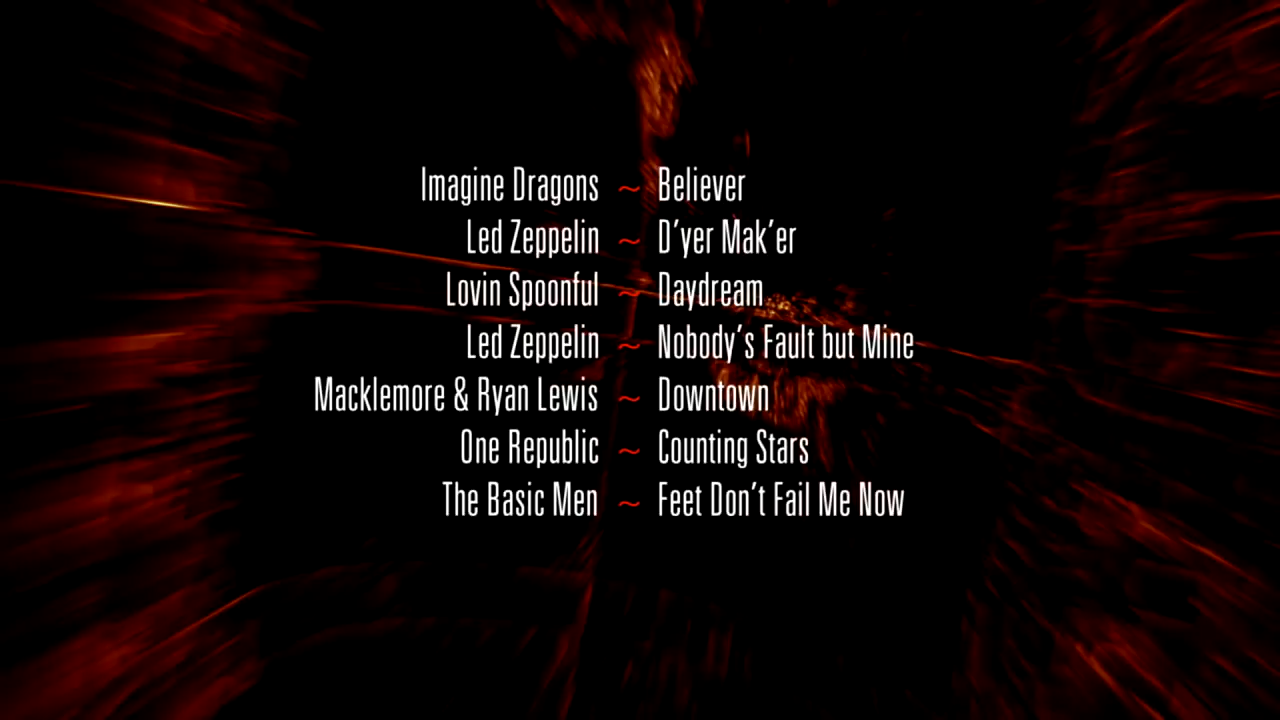 Imagine Dragons ~ Believer
Led Zeppelin ~ D'yer Mak'er
Lovin Spoonful ~ Daydream
Led Zeppelin ~ Nobody's Fault but Mine
Macklemore & Ryan Lewis ~ Downtown
One Republic ~ Counting Stars
The Basic Men ~ Feet Don't Fail Me Now